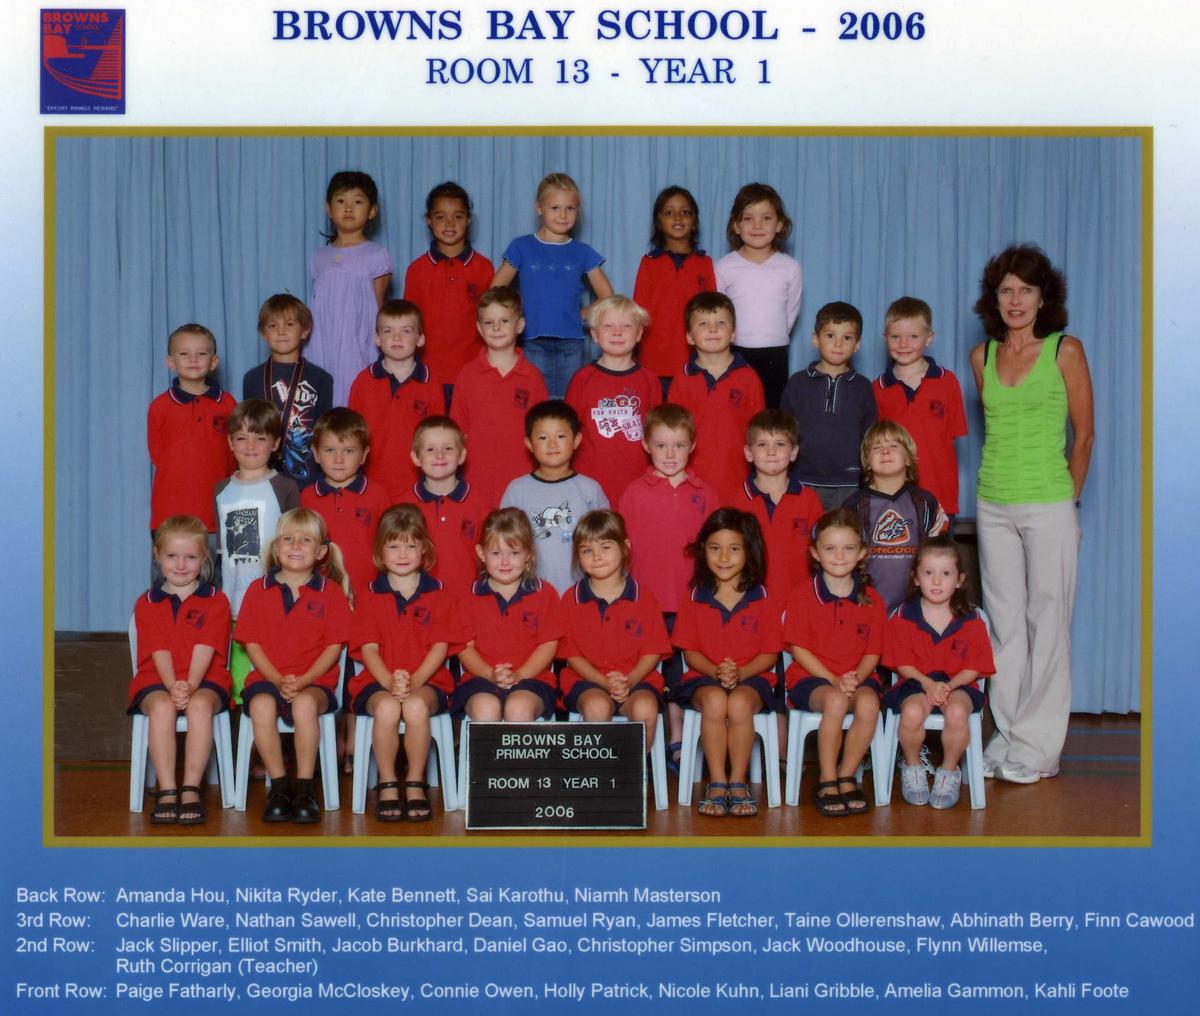 BROWNS BAY SCHOOL - 2006
ROOM 13 - YEAR 1
BROWNS
BAY SCHOOL
"EFFORT BRINGS REWARD"
BROWNS BAY
PRIMARY SCHOOL
ROOM 13 YEAR 1
2006
Back Row: Amanda Hou, Nikita Ryder, Kate Bennett, Sai Karothu, Niamh Masterson
3rd Row: Charlie Ware, Nathan Sawell, Christopher Dean, Samuel Ryan, James Fletcher, Taine Ollerenshaw, Abhinath Berry, Finn Cawood
2nd Row: Jack Slipper, Elliot Smith, Jacob Burkhard, Daniel Gao, Christopher Simpson, Jack Woodhouse, Flynn Willemse,
Ruth Corrigan (Teacher)
Front Row: Paige Fatharly, Georgia McCloskey, Connie Owen, Holly Patrick, Nicole Kuhn, Liani Gribble, Amelia Gammon, Kahli Foote